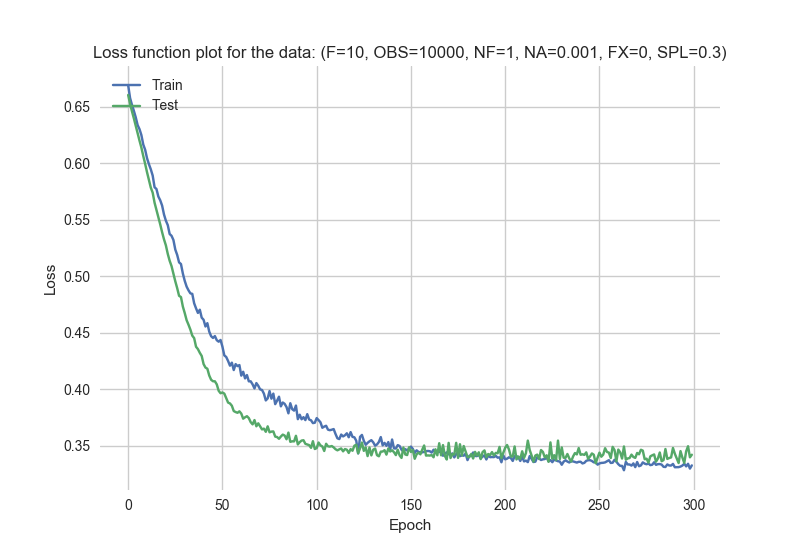 Loss function plot for the data: (F=10, OBS=10000, NF=1, NA=0.001, FX=0, SPL=0.3)
Train
Test
0.65
0.60
0.55
0.50
0.45
0.40
0.35
Loss
0 50 100 150 200 250 300
Epoch